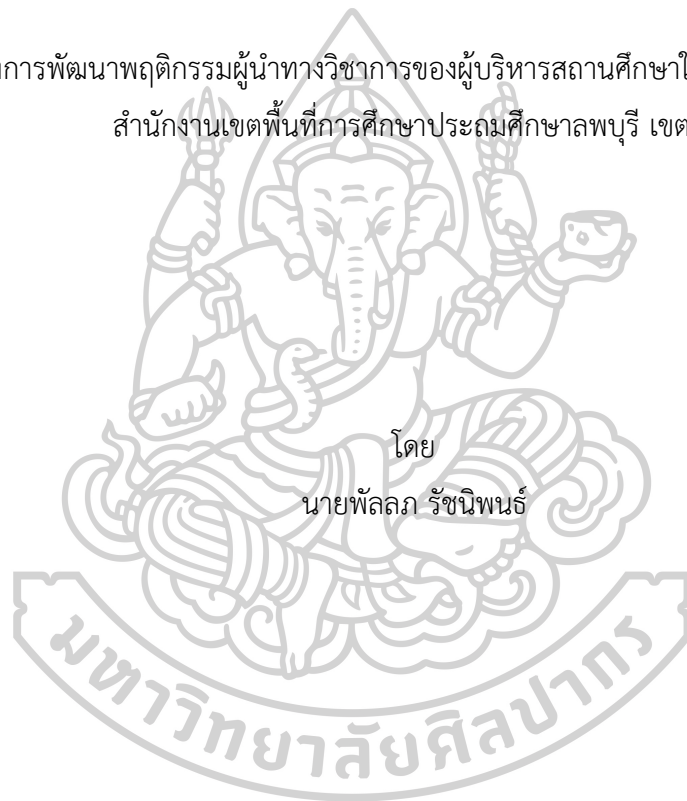 การพัฒนาพฤติกรรมผู้นำทางวิชาการของผู้บริหารสถานศึกษาใ
สำนักงานเขตพื้นที่การศึกษาประถมศึกษาลพบุรี เขต
โดย
นายพัลลภ รัชนิพนธ์
มหาวิทยาลัยศิลปากร